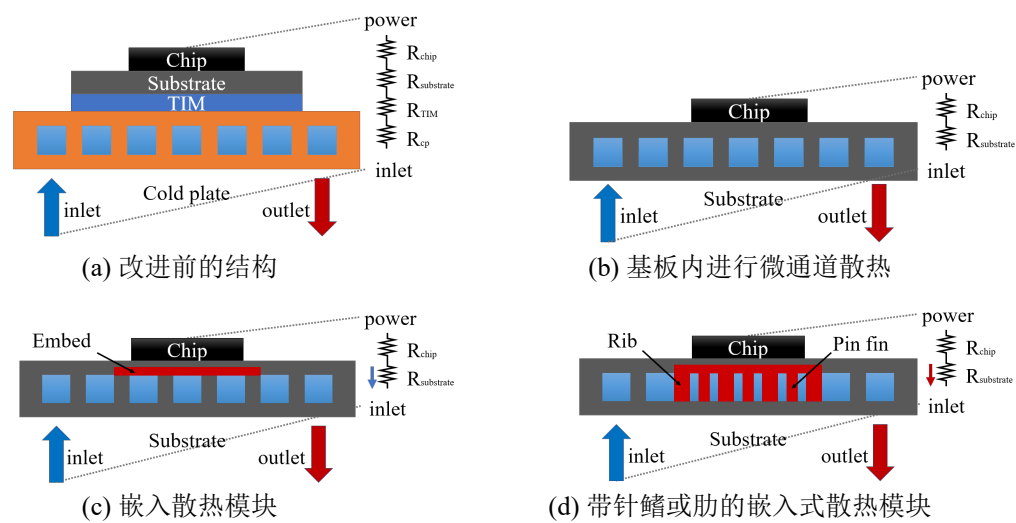 power
Chip
Substrate
TIM
Rchip
Rsubstrate
RTIM
Rcp
inlet
Cold plate
inlet
outlet
(a) 改进前的结构
power
Chip
Rchip
Rsubstrate
inlet
Substrate
inlet
outlet
(b) 基板内进行微通道散热
power
Embed
Chip
Rchip
Rsubstrate
inlet
Substrate
inlet
outlet
(c) 嵌入散热模块
power
Rib
Chip
Pin fin
Rchip
Rsubstrate
inlet
Substrate
inlet
outlet
(d) 带针鳍或肋的嵌入式散热模块